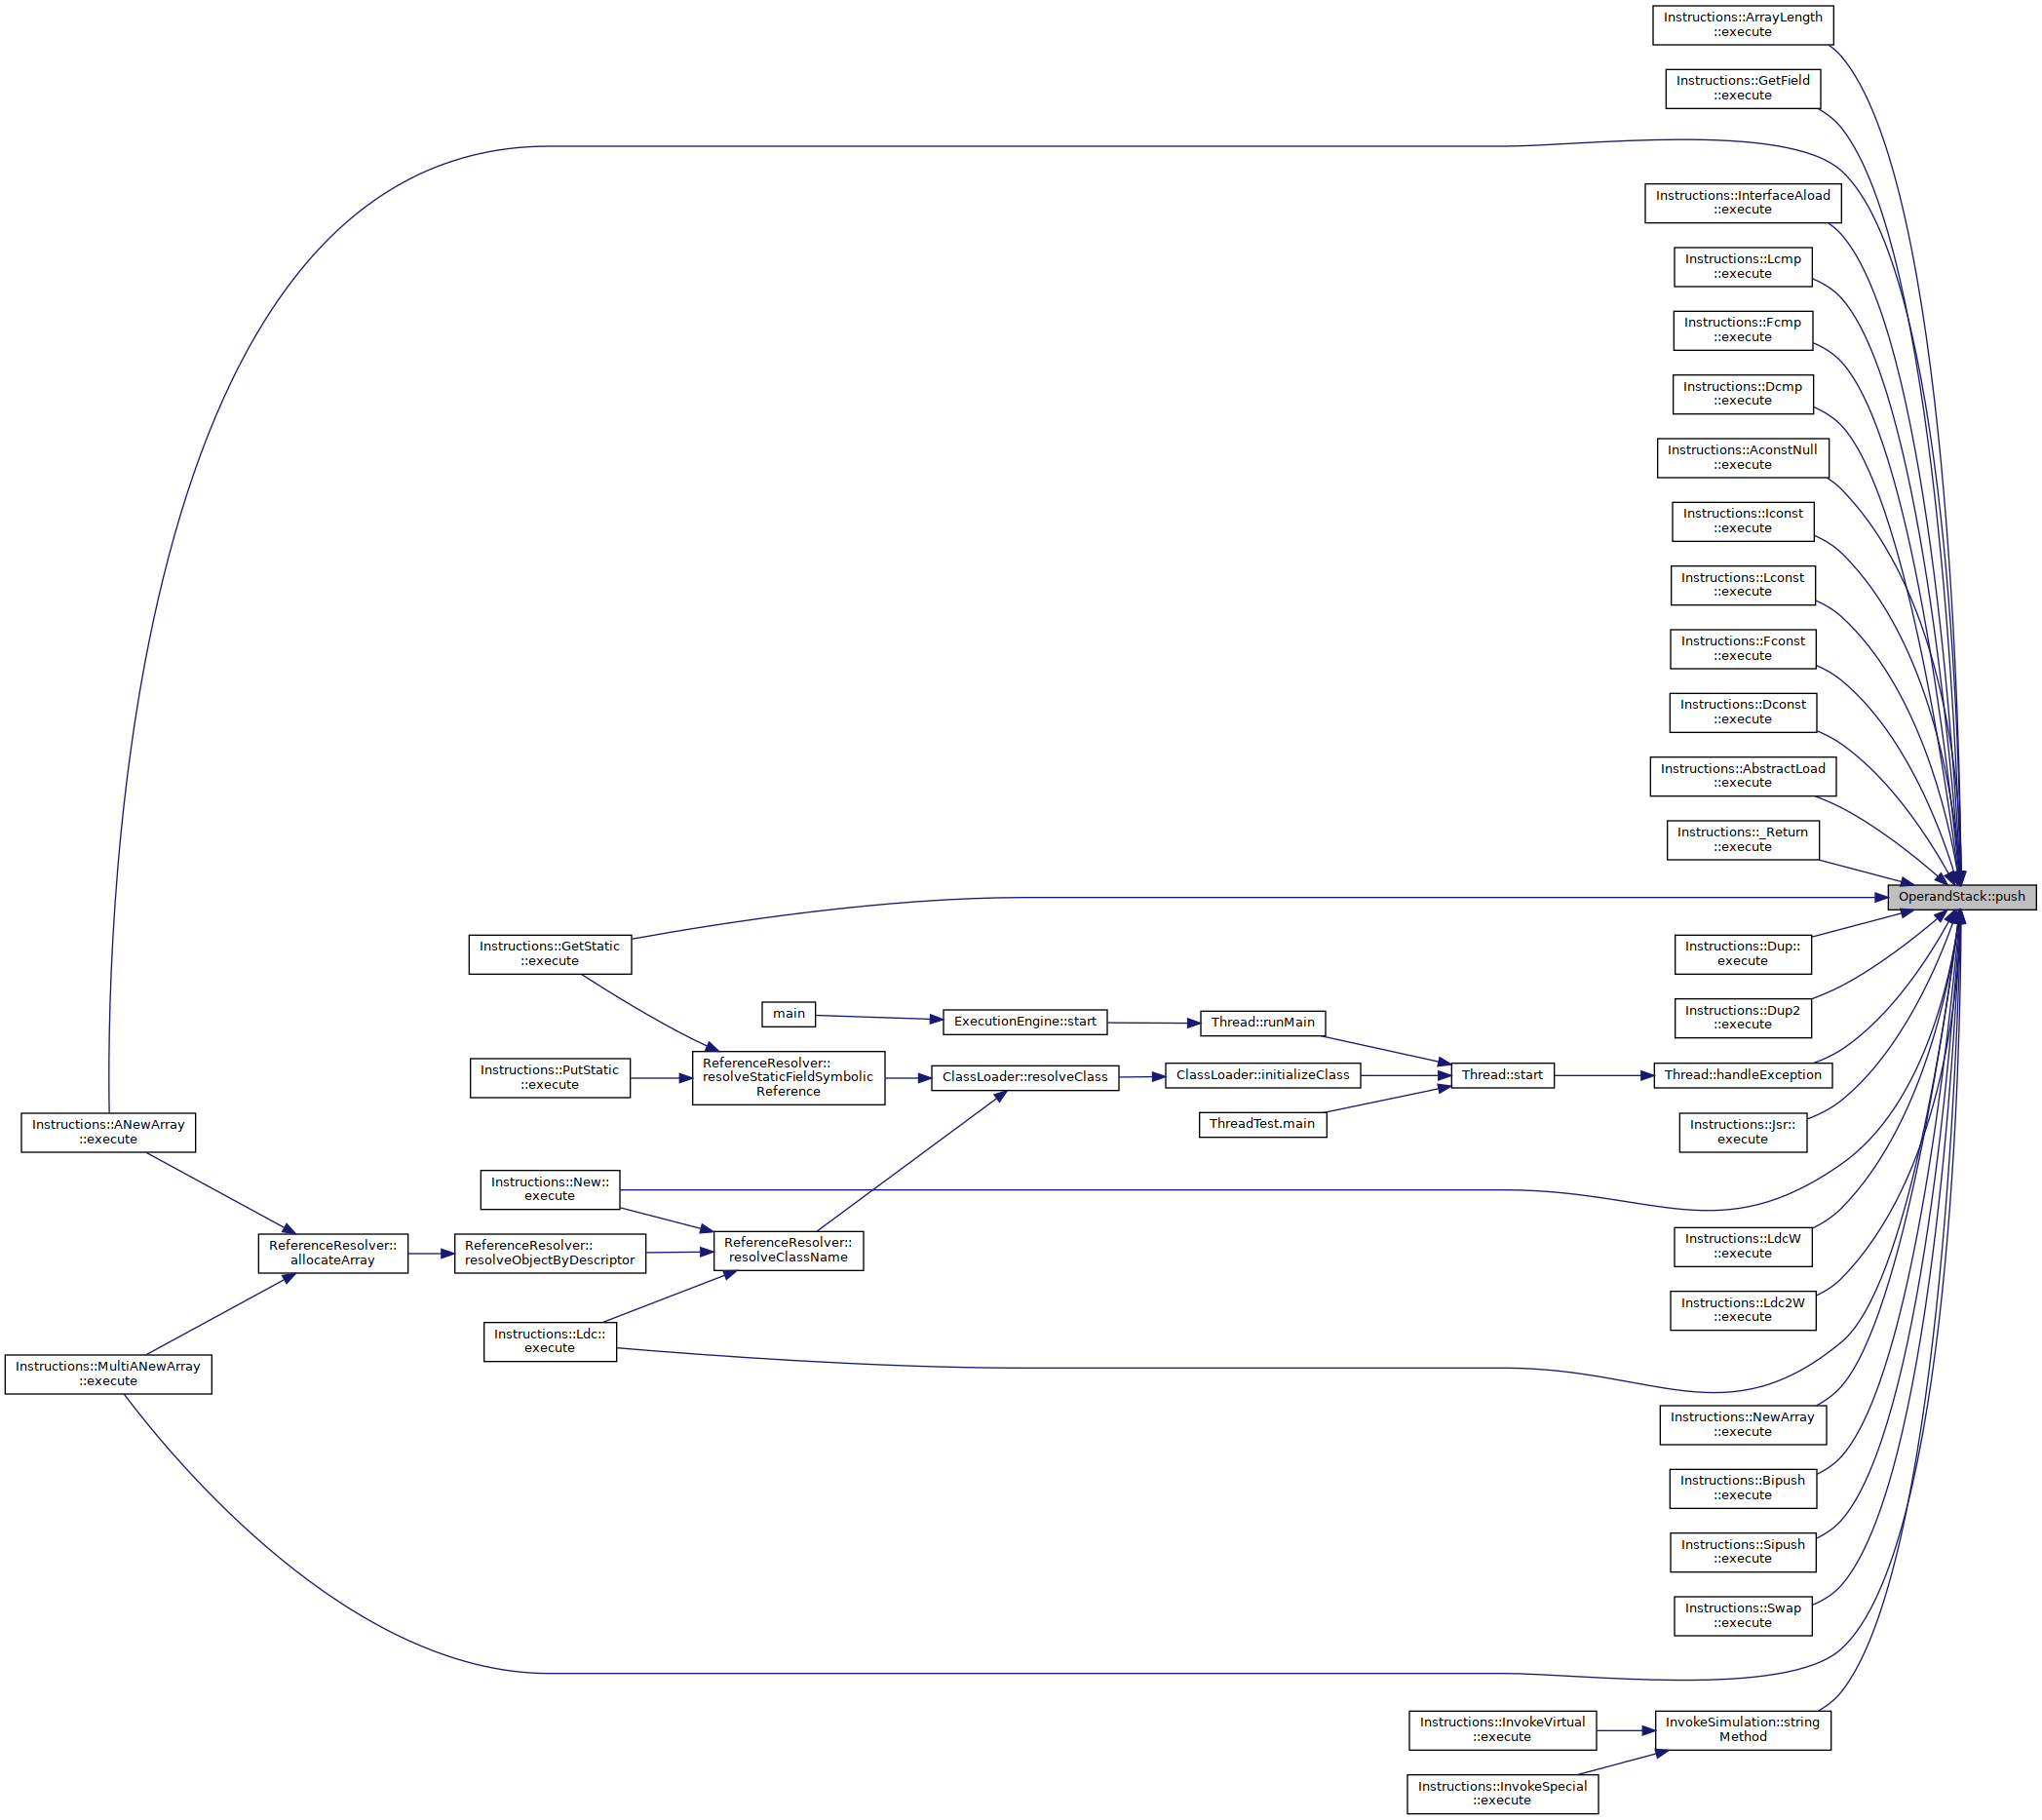 Instructions::ArrayLength
::execute
Instructions::GetField
::execute
Instructions::InterfaceAload
::execute
Instructions::Lcmp
::execute
Instructions::Fcmp
::execute
Instructions::Dcmp
::execute
Instructions::AconstNull
::execute
Instructions::Iconst
::execute
Instructions::Lconst
::execute
Instructions::Fconst
::execute
Instructions::Dconst
::execute
Instructions::AbstractLoad
::execute
Instructions::_Return
::execute
OperandStack::push
Instructions::GetStatic
::execute
Instructions::Dup::
execute
Instructions::Dup2
::execute
main
ExecutionEngine::start
Thread::runMain
Instructions::PutStatic
::execute
ReferenceResolver::
resolveStaticFieldSymbolic
Reference
ClassLoader::resolveClass
ClassLoader::initializeClass
Thread::start
Thread::handleException
ThreadTest.main
Instructions::Jsr::
execute
Instructions::ANewArray
::execute
Instructions::New::
execute
ReferenceResolver::
allocateArray
ReferenceResolver::
resolveObjectByDescriptor
ReferenceResolver::
resolveClassName
Instructions::LdcW
::execute
Instructions::Ldc2W
::execute
Instructions::Ldc::
execute
Instructions::MultiANewArray
::execute
Instructions::NewArray
::execute
Instructions::Bipush
::execute
Instructions::Sipush
::execute
Instructions::Swap
::execute
Instructions::InvokeVirtual
::execute
InvokeSimulation::string
Method
Instructions::InvokeSpecial
::execute